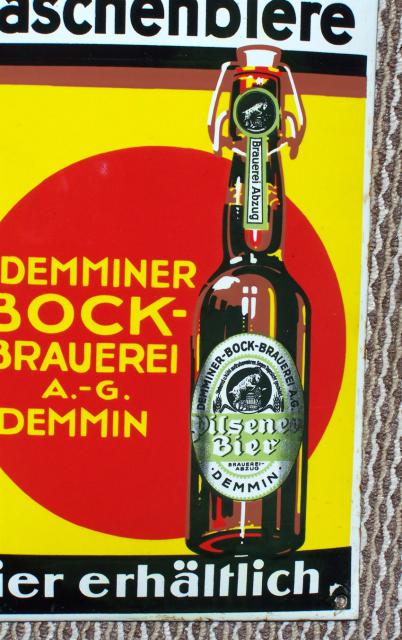 aschenbiere
Brauerei Abzug
DEMMINER
BOCK-
BRAUEREI
A.-G.
DEMMIN
DEMMINER-BOCK-BRAUEREI A.G.
Pilsener
Bier
BRAUEREI-
ABZUG
DEMMIN
ier erhältlich.